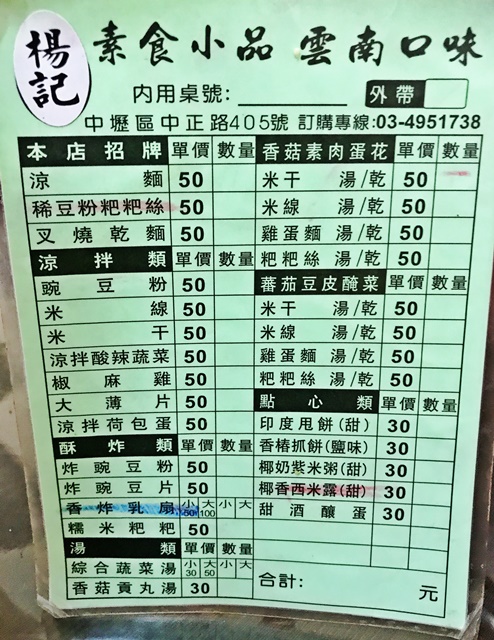 楊記
素食小品 雲南口味
內用桌號: 外帶
中壢區中正路405號 訂購專線:03-4951738
本店招牌 單價 數量
涼麵 50
稀豆粉粑粑絲 50
叉燒乾麵 50
涼拌類 單價 數量
豌豆粉 50
米線 50
米干 50
涼拌酸辣蔬菜 50
椒麻雞 50
大薄片 50
涼拌荷包蛋 50
酥炸類 單價 數量
炸豌豆粉 50
炸豌豆片 50
香炸乳扇 小50 大100 小 大
糯米粑粑 50
湯類 單價 數量
綜合蔬菜湯 小30 大50 小 大
香菇貢丸湯 30
香菇素肉蛋花 單價 數量
米干 湯/乾 50
米線 湯/乾 50
雞蛋麵 湯/乾 50
粑粑絲 湯/乾 50
蕃茄豆皮醃菜 單價 數量
米干 湯/乾 50
米線 湯/乾 50
雞蛋麵 湯/乾 50
粑粑絲 湯/乾 50
點心類 單價 數量
印度甩餅(甜) 30
香椿抓餅(鹽味) 30
椰奶紫米粥(甜) 30
椰香西米露(甜) 30
甜酒釀蛋 30
合計: 元